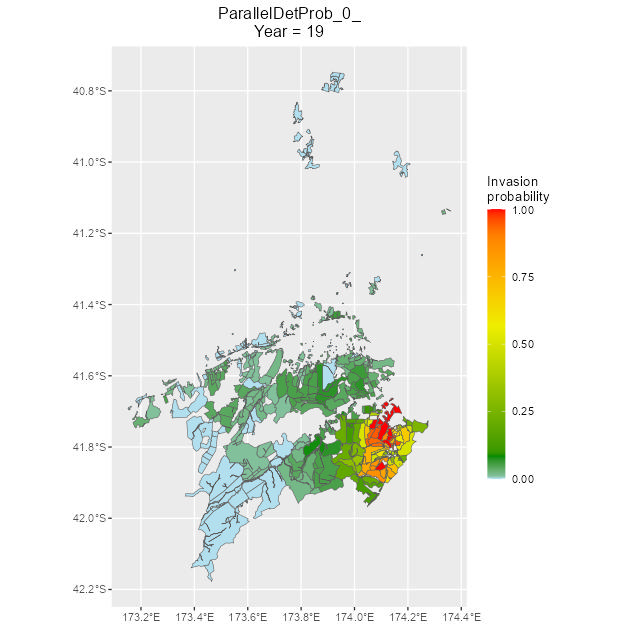 ParallelDetProb_0_
Year = 19
40.8°S
41.0°S
41.2°S
41.4°S
41.6°S
41.8°S
42.0°S
42.2°S
173.2°E 173.4°E 173.6°E 173.8°E 174.0°E 174.2°E 174.4°E
Invasion
probability
1.00
0.75
0.50
0.25
0.00